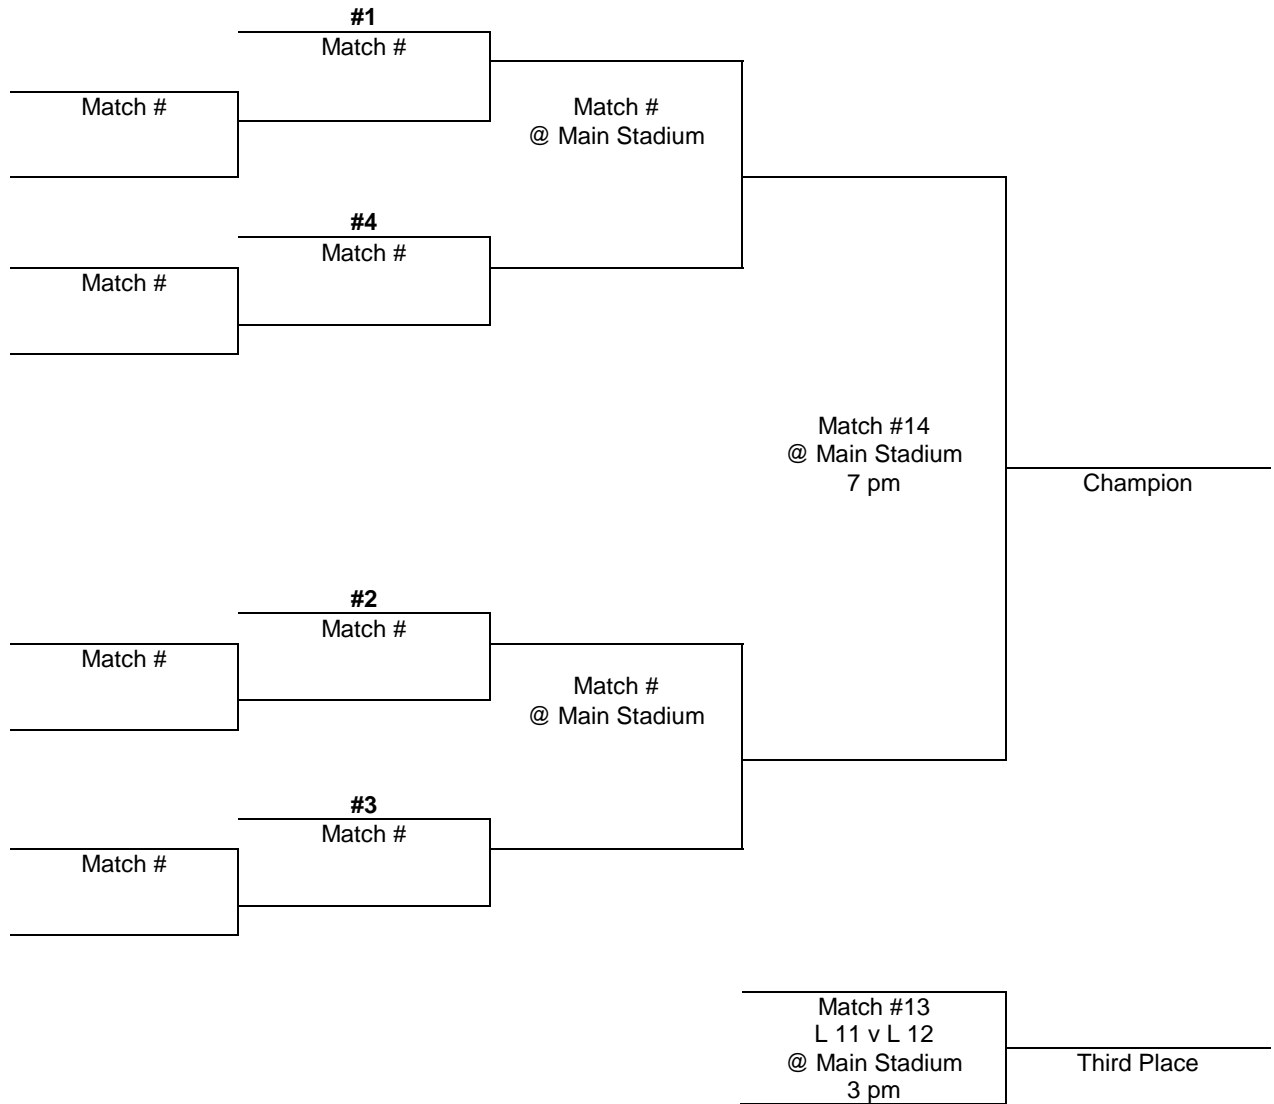 #1
Match #
Match #
Match #
@ Main Stadium
#4
Match #
Match #
Match #14
@ Main Stadium
7 pm
Champion
#2
Match #
Match #
Match #
@ Main Stadium
#3
Match #
Match #
Match #13
L 11 v L 12
@ Main Stadium
3 pm
Third Place